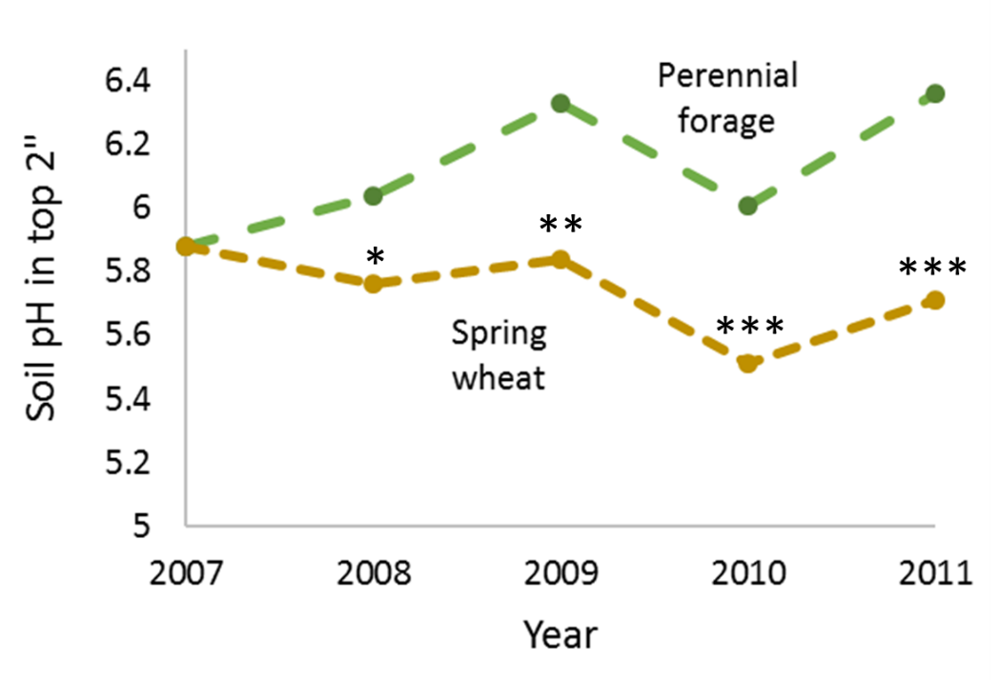 Soil pH in top 2"
6.4
6.2
6
5.8
5.6
5.4
5.2
5
Perennial
forage
Spring
wheat
*
**
***
***
2007 2008 2009 2010 2011
Year